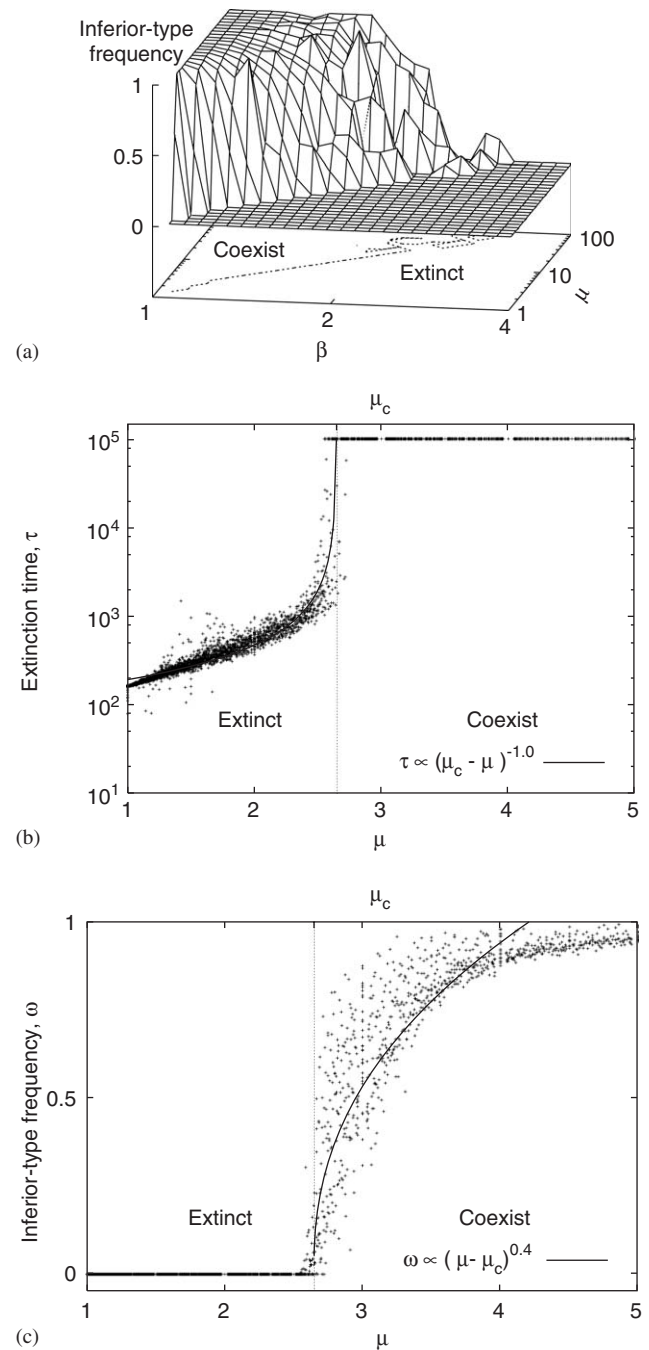 Inferior-type
frequency
1
0.5
0
Coexist
Extinct
100
10
1
μ
1
2
4
β
(a)
μc
10⁵
10⁴
10³
10²
10¹
Extinction time, τ
Extinct
Coexist
τ ∝ (μc - μ)⁻¹·⁰
1 2 3 4 5
μ
(b)
μc
1
0.5
0
Inferior-type frequency, ω
Extinct
Coexist
ω ∝ (μ- μc)⁰·⁴
1 2 3 4 5
μ
(c)